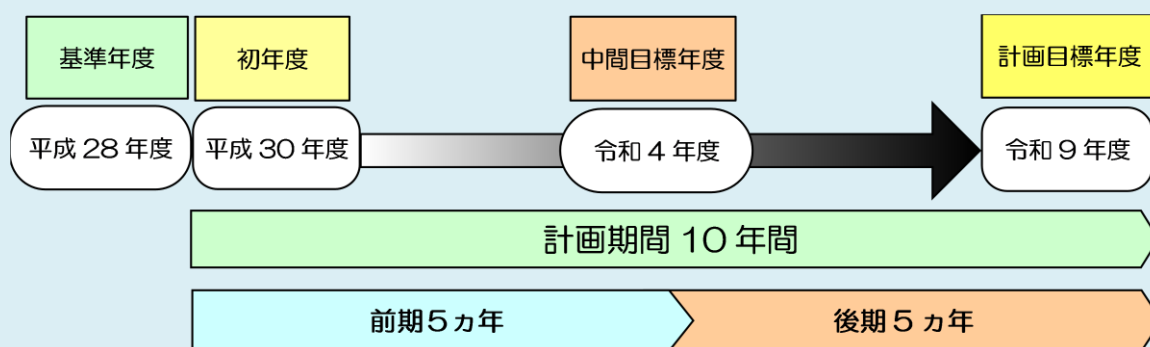 基準年度
初年度
中間目標年度
計画目標年度
平成28年度
平成30年度
令和4年度
令和9年度
計画期間10年間
前期5ヵ年
後期5ヵ年